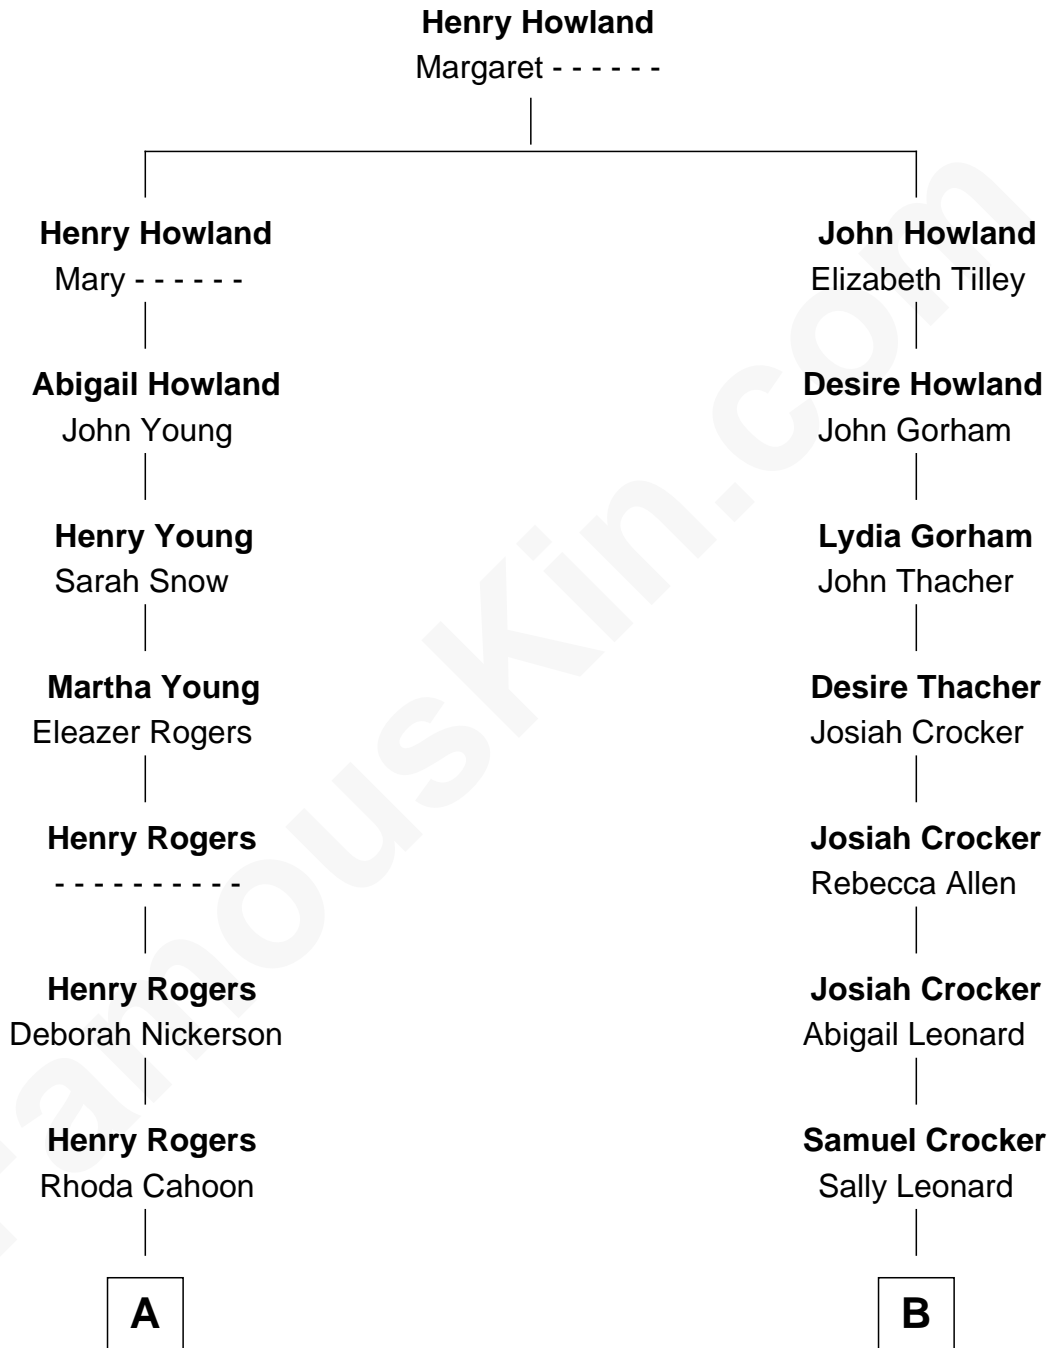 Henry Howland
Margaret - - - - - -
Henry Howland
Mary - - - - - -
Abigail Howland
John Young
Henry Young
Sarah Snow
Martha Young
Eleazer Rogers
Henry Rogers
- - - - - - - - - -
Henry Rogers
Deborah Nickerson
Henry Rogers
Rhoda Cahoon
A
John Howland
Elizabeth Tilley
Desire Howland
John Gorham
Lydia Gorham
John Thacher
Desire Thacher
Josiah Crocker
Josiah Crocker
Rebecca Allen
Josiah Crocker
Abigail Leonard
Samuel Crocker
Sally Leonard
B
FamousKin.com